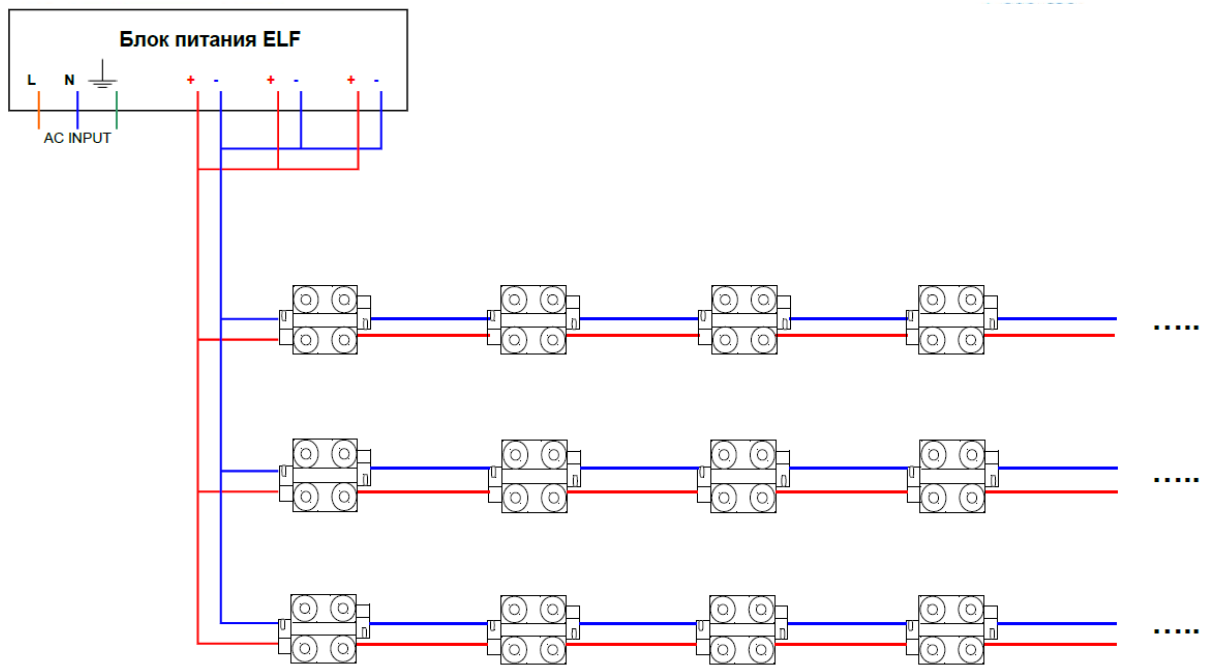 Блок питания ELF
L N + - + - + -
AC INPUT
.....
.....
.....